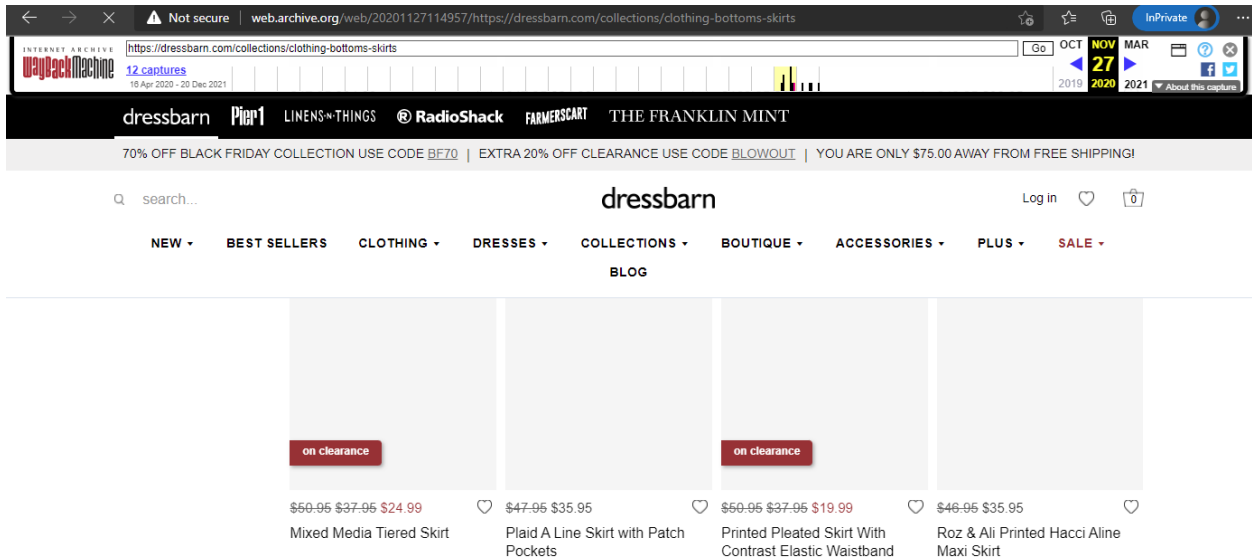 Not secure | web.archive.org/web/20201127114957/https://dressbarn.com/collections/clothing-bottoms-skirts
InPrivate
INTERNET ARCHIVE
WayBackMachine
https://dressbarn.com/collections/clothing-bottoms-skirts
Go
OCT NOV MAR
12 captures
27
16 Apr 2020 - 20 Dec 2021
2019 2020 2021
About this capture
dressbarn Pier1 LINENS-N-THINGS ® RadioShack FARMERSCART THE FRANKLIN MINT
70% OFF BLACK FRIDAY COLLECTION USE CODE BF70 | EXTRA 20% OFF CLEARANCE USE CODE BLOWOUT | YOU ARE ONLY $75.00 AWAY FROM FREE SHIPPING!
search...
dressbarn
Log in
0
NEW BEST SELLERS CLOTHING DRESSES COLLECTIONS BOUTIQUE ACCESSORIES PLUS SALE
BLOG
on clearance
on clearance
$50.95 $37.95 $24.99
$47.95 $35.95
$50.95 $37.95 $19.99
$46.95 $35.95
Mixed Media Tiered Skirt
Plaid A Line Skirt with Patch
Pockets
Printed Pleated Skirt With
Contrast Elastic Waistband
Roz & Ali Printed Hacci Aline
Maxi Skirt